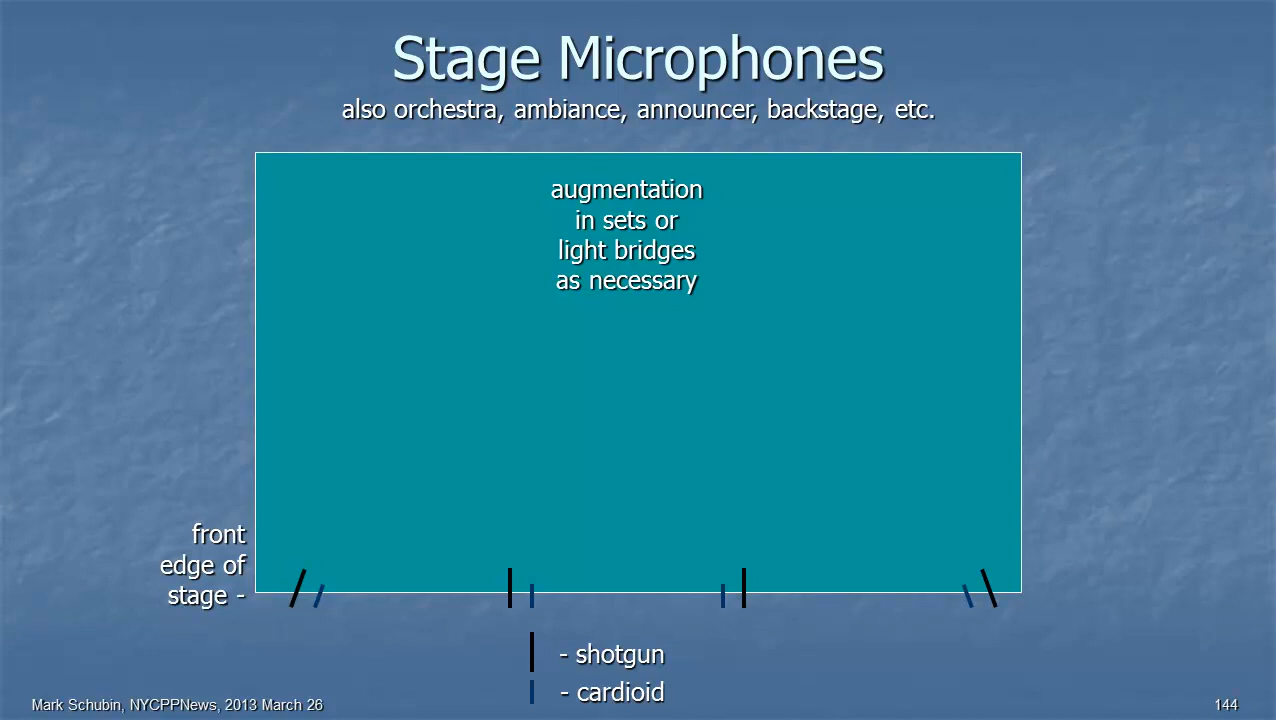 Stage Microphones
also orchestra, ambiance, announcer, backstage, etc.
augmentation
in sets or
light bridges
as necessary
front
edge of
stage -
- shotgun
- cardioid
Mark Schubin, NYCPPNews, 2013 March 26
144